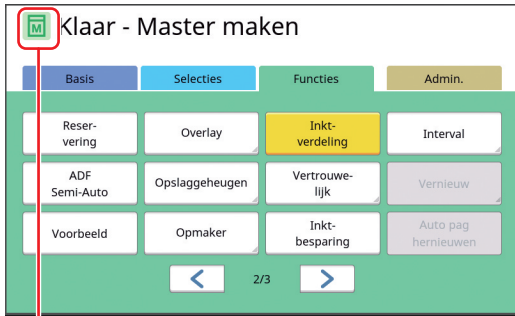 M Klaar - Master maken
Basis Selecties Functies Admin.
Reser-
vering
Overlay
Inkt-
verdeling
Interval
ADF
Semi-Auto
Opslaggeheugen
Vertrouwe-
lijk
Vernieuw
Voorbeeld
Opmaker
Inkt-
besparing
Auto pag
hernieuwen
2/3